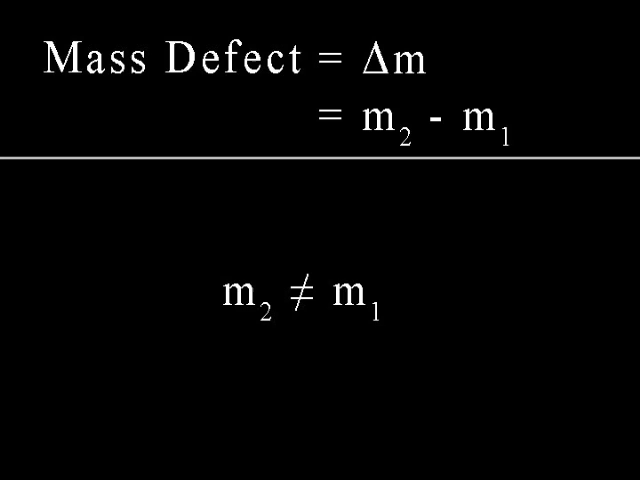 Mass Defect = Δm
= m₂ - m₁
m₂ ≠ m₁